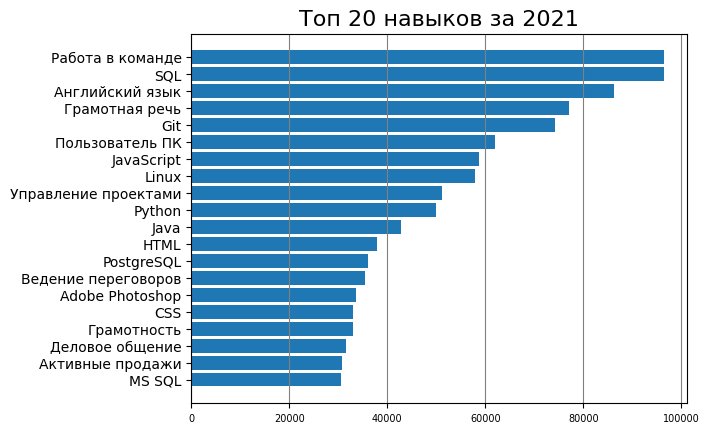 Топ 20 навыков за 2021
Работа в команде
SQL
Английский язык
Грамотная речь
Git
Пользователь ПК
JavaScript
Linux
Управление проектами
Python
Java
HTML
PostgreSQL
Ведение переговоров
Adobe Photoshop
CSS
Грамотность
Деловое общение
Активные продажи
MS SQL
0 20000 40000 60000 80000 100000